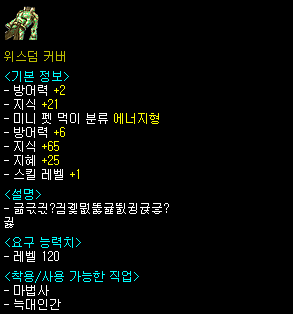 위스덤 커버
<기본 정보>
- 방어력 +2
- 지식 +21
- 미니 펫 먹이 분류 에너지형
- 방어력 +6
- 지식 +65
- 지혜 +25
- 스킬 레벨 +1
<설명>
<요구 능력치>
- 레벨 120
<착용/사용 가능한 직업>
- 마법사
- 늑대인간